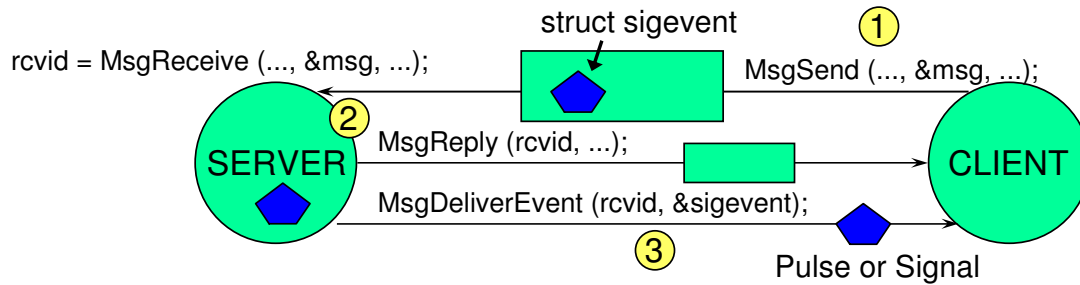 struct sigevent
1
rcvid = MsgReceive (..., &msg, ...);
MsgSend (..., &msg, ...);
2
MsgReply (rcvid, ...);
SERVER
CLIENT
MsgDeliverEvent (rcvid, &sigevent);
3
Pulse or Signal